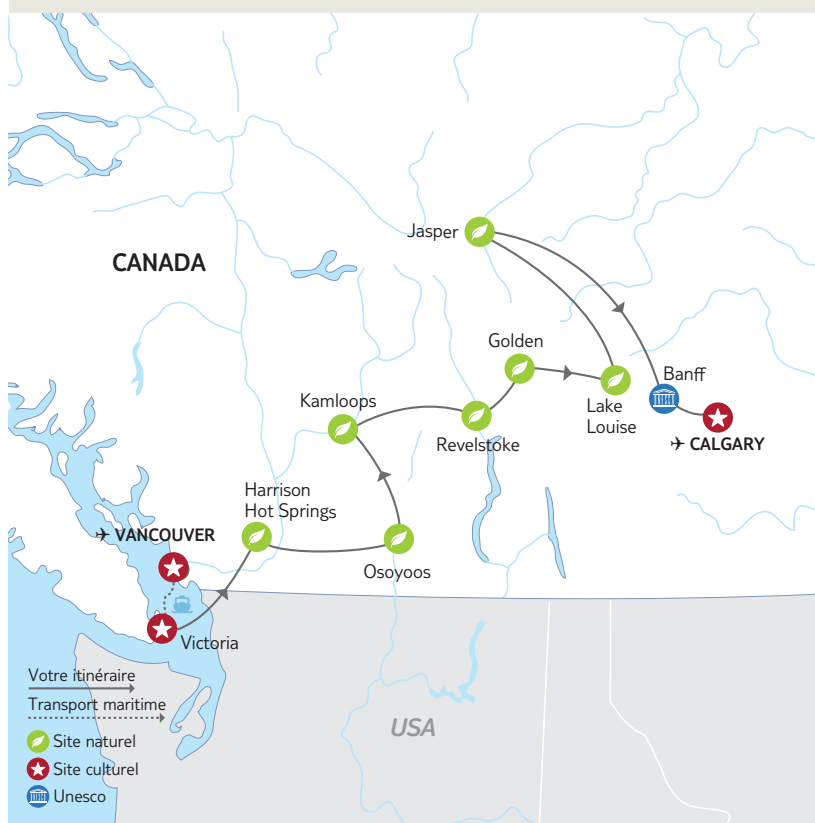 Jasper
CANADA
Golden
Banff
Kamloops
Lake
Louise
Revelstoke
✈ CALGARY
Harrison
Hot Springs
✈ VANCOUVER
Osoyoos
Victoria
Votre itinéraire
Transport maritime
USA
Site naturel
Site culturel
Unesco